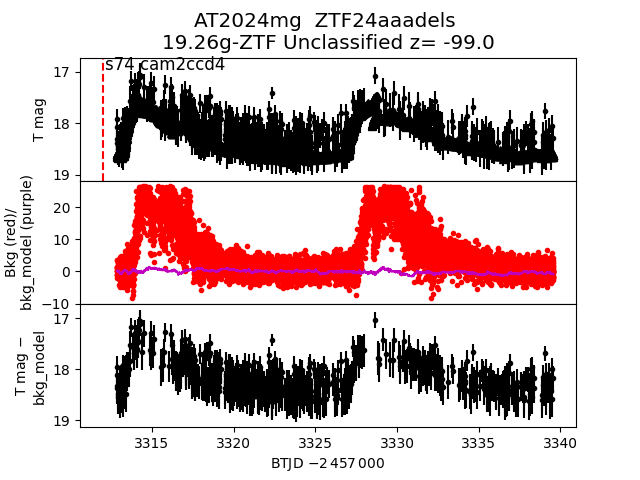 AT2024mg  ZTF24aaadels
19.26g-ZTF Unclassified z= -99.0
s74 cam2ccd4
17
18
19
T mag
20
10
0
−10
Bkg (red)/
bkg_model (purple)
17
18
19
T mag −
bkg_model
3315 3320 3325 3330 3335 3340
BTJD −2 457 000